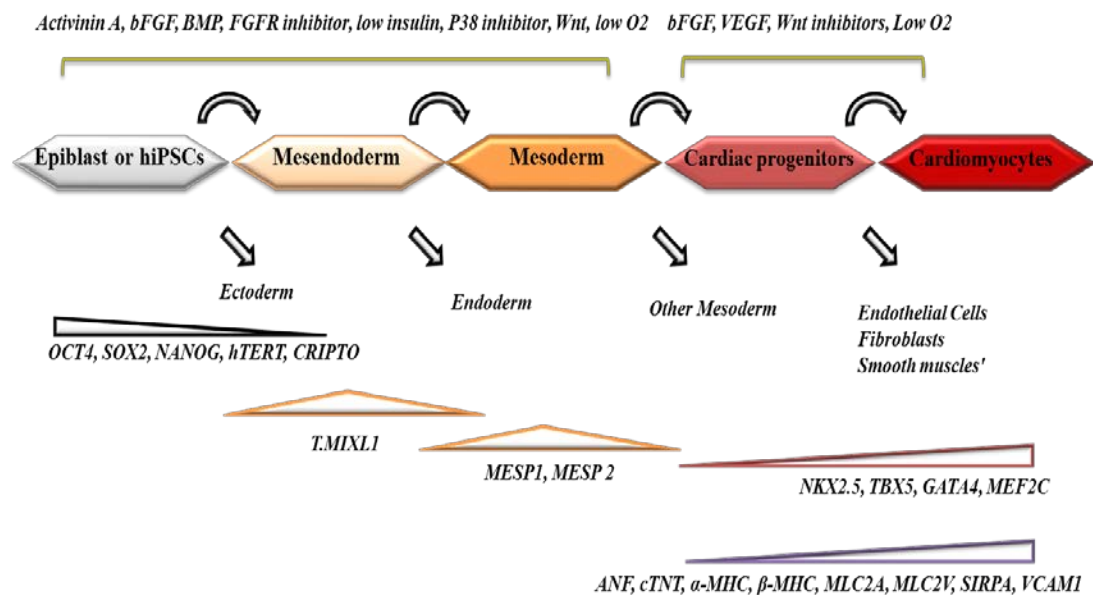 Activinin A, bFGF, BMP, FGFR inhibitor, low insulin, P38 inhibitor, Wnt, low O2
bFGF, VEGF, Wnt inhibitors, Low O2
Epiblast or hiPSCs
Mesendoderm
Mesoderm
Cardiac progenitors
Cardiomyocytes
Ectoderm
Endoderm
Other Mesoderm
Endothelial Cells
Fibroblasts
Smooth muscles'
OCT4, SOX2, NANOG, hTERT, CRIPTO
T.MIXL1
MESP1, MESP 2
NKX2.5, TBX5, GATA4, MEF2C
ANF, cTNT, α-MHC, β-MHC, MLC2A, MLC2V, SIRPA, VCAM1